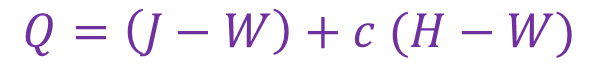 Q = (J − W) + c (H − W)